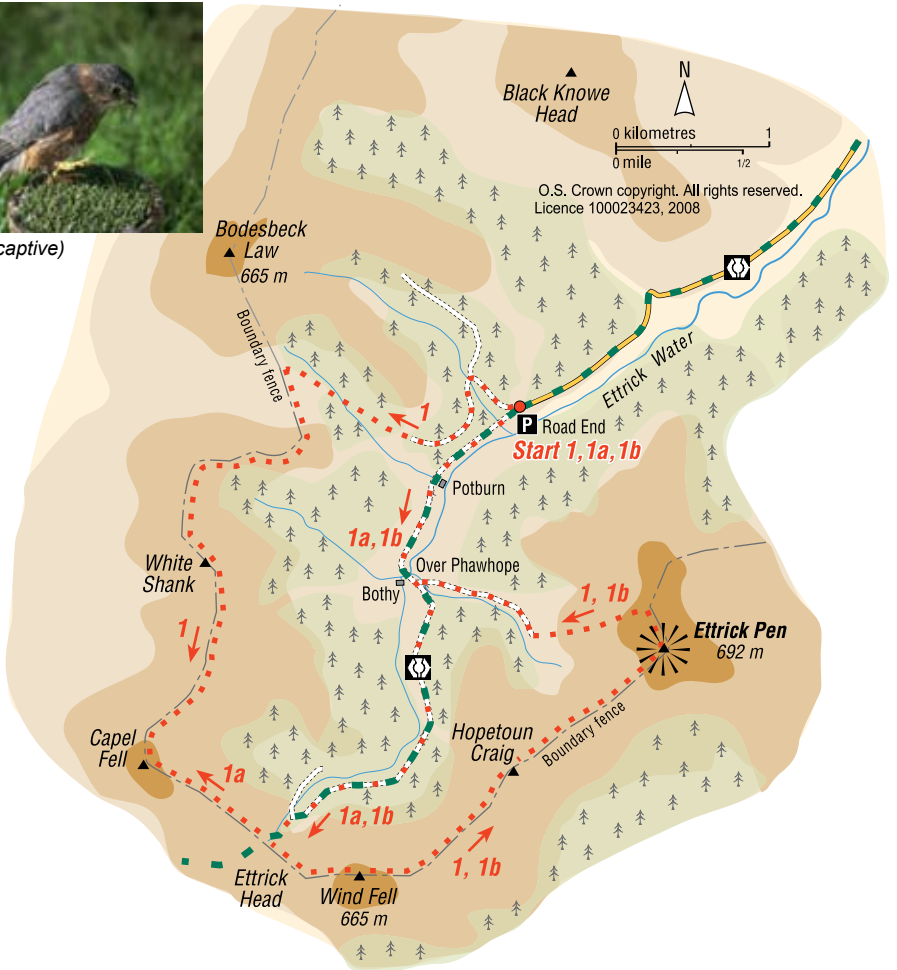 captive)
Black Knowe
Head
N
0 kilometres 1
0 mile 1/2
O.S. Crown copyright. All rights reserved.
Licence 100023423, 2008
Bodesbeck
Law
665 m
Boundary fence
Ettrick Water
1
P Road End
Start 1,1a,1b
Potburn
1a,1b
Over Phawhope
Bothy
White
Shank
1
1, 1b
Ettrick Pen
692 m
Hopetoun
Craig
Boundary fence
Capel
Fell
1a
1a,1b
1, 1b
Ettrick
Head
Wind Fell
665 m